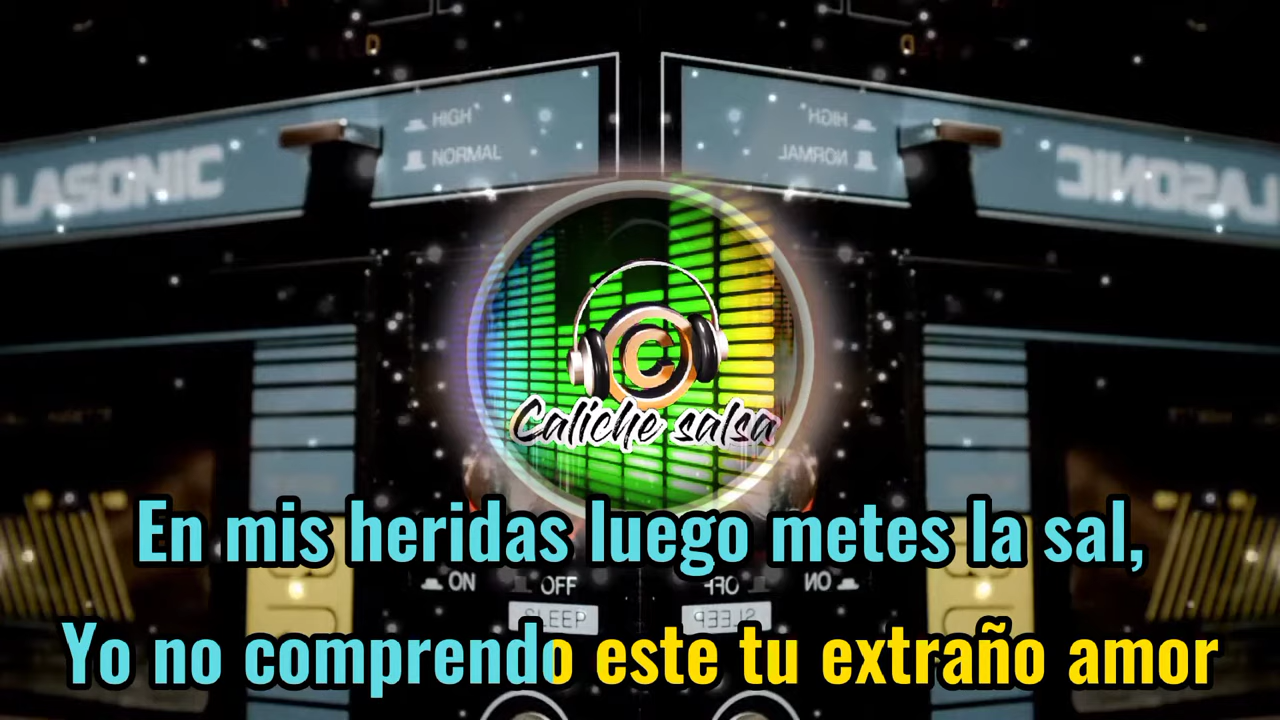 LASONIC
HIGH
NORMAL
HIGH
NORMAL
LASONIC
C
Caliche salsa
En mis heridas luego metes la sal,
ON
OFF
OFF
ON
SLEEP
SLEEP
Yo no comprendo este tu extraño amor